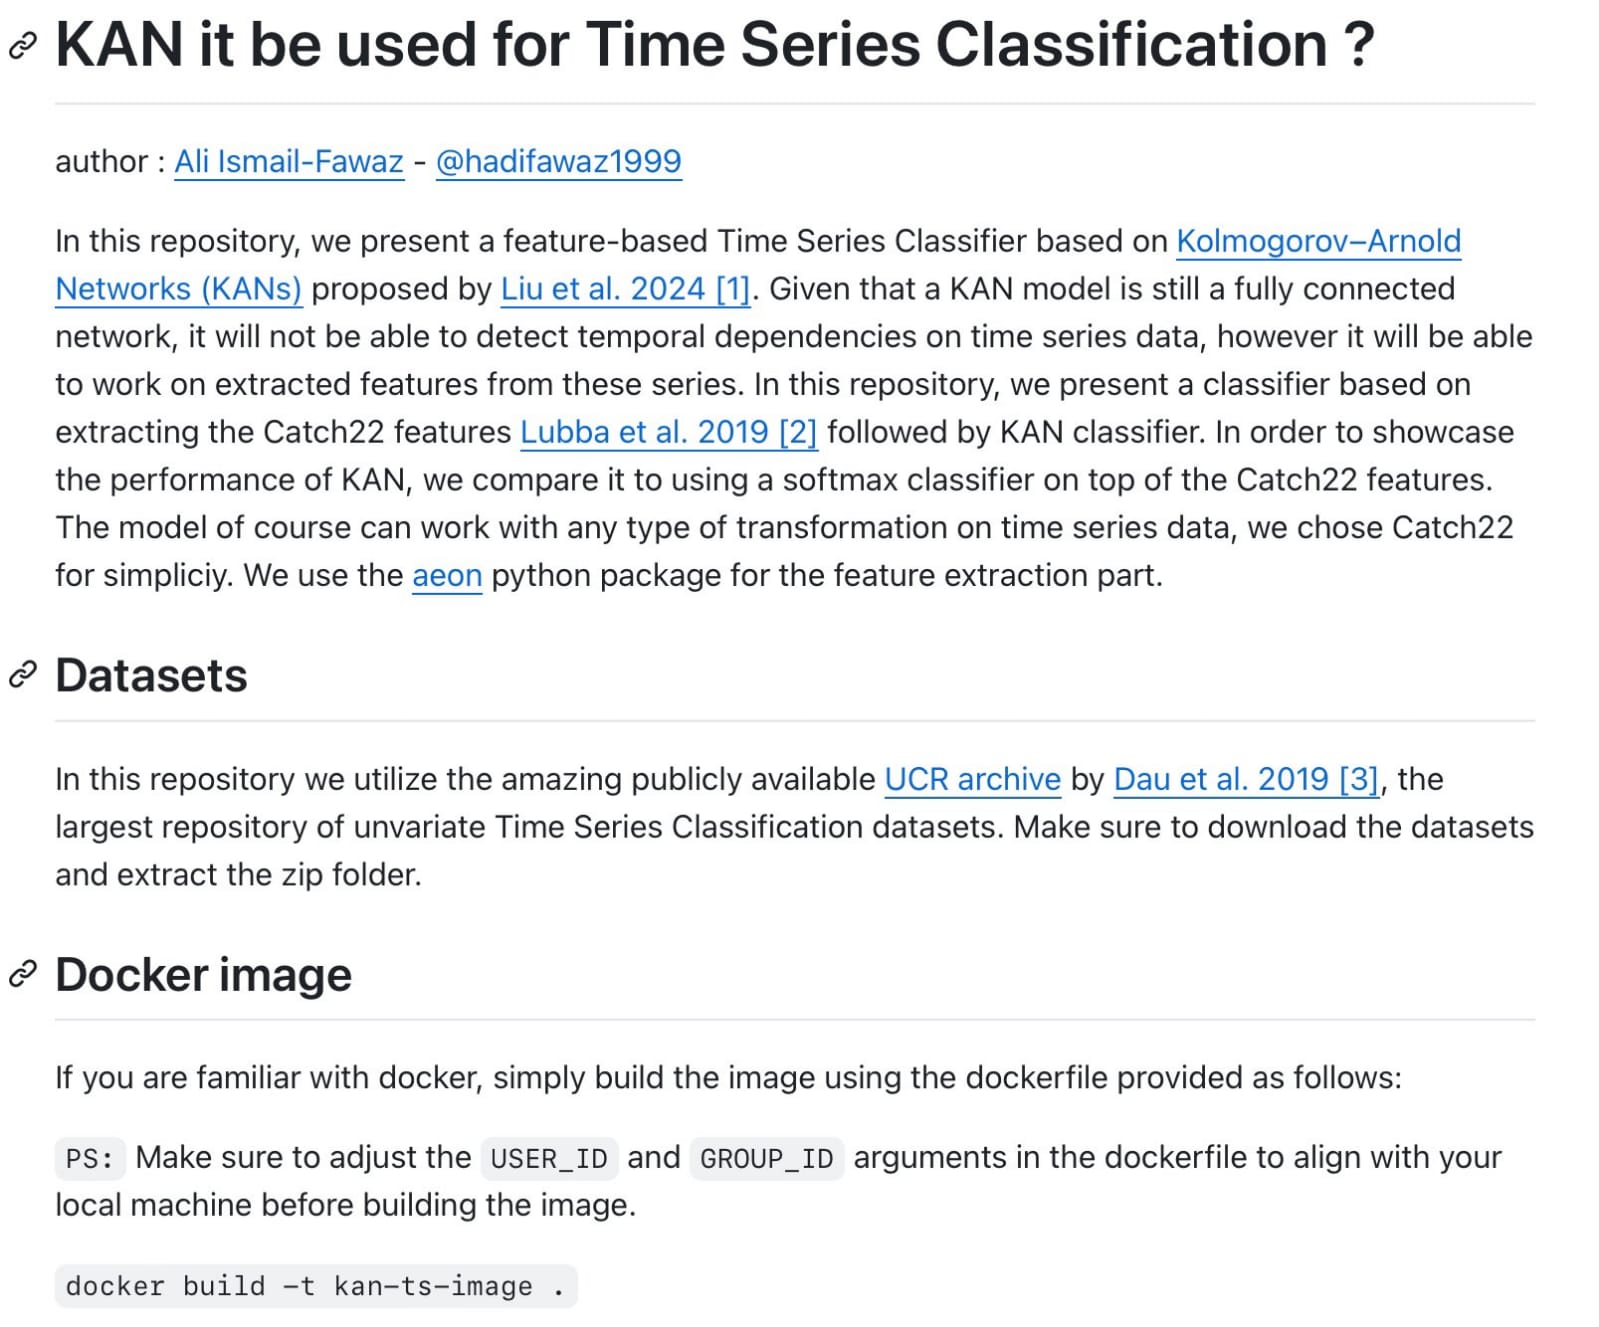 KAN it be used for Time Series Classification ?
author : Ali Ismail-Fawaz - @hadifawaz1999
In this repository, we present a feature-based Time Series Classifier based on Kolmogorov–Arnold
Networks (KANs) proposed by Liu et al. 2024 [1]. Given that a KAN model is still a fully connected
network, it will not be able to detect temporal dependencies on time series data, however it will be able
to work on extracted features from these series. In this repository, we present a classifier based on
extracting the Catch22 features Lubba et al. 2019 [2] followed by KAN classifier. In order to showcase
the performance of KAN, we compare it to using a softmax classifier on top of the Catch22 features.
The model of course can work with any type of transformation on time series data, we chose Catch22
for simpliciy. We use the aeon python package for the feature extraction part.
Datasets
In this repository we utilize the amazing publicly available UCR archive by Dau et al. 2019 [3], the
largest repository of unvariate Time Series Classification datasets. Make sure to download the datasets
and extract the zip folder.
Docker image
If you are familiar with docker, simply build the image using the dockerfile provided as follows:
PS: Make sure to adjust the USER_ID and GROUP_ID arguments in the dockerfile to align with your
local machine before building the image.
docker build -t kan-ts-image .